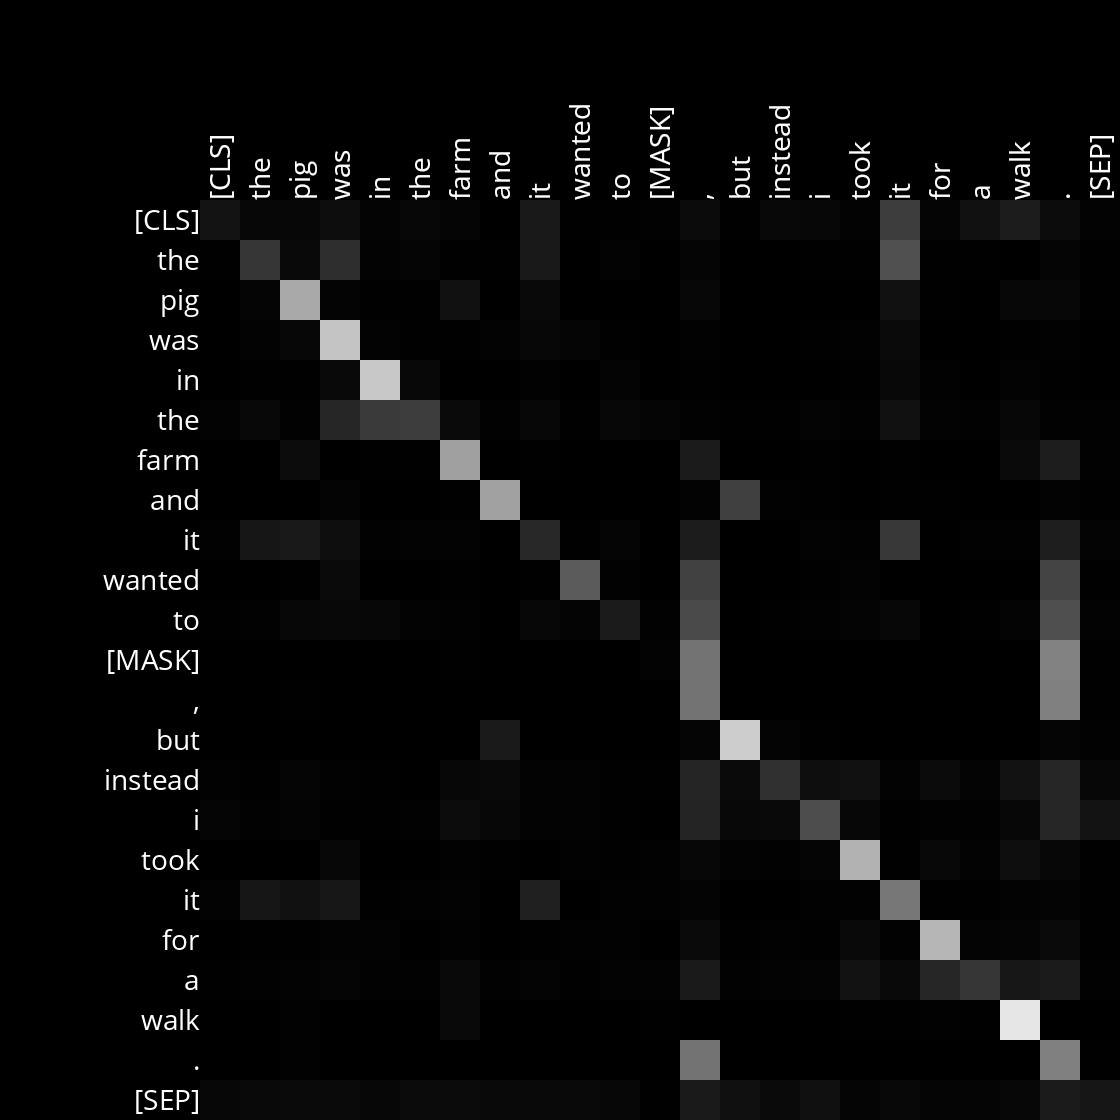 [CLS] the pig was in the farm and it wanted to [MASK] , but instead i took it for a walk . [SEP]
[CLS]
the
pig
was
in
the
farm
and
it
wanted
to
[MASK]
,
but
instead
i
took
it
for
a
walk
.
[SEP]